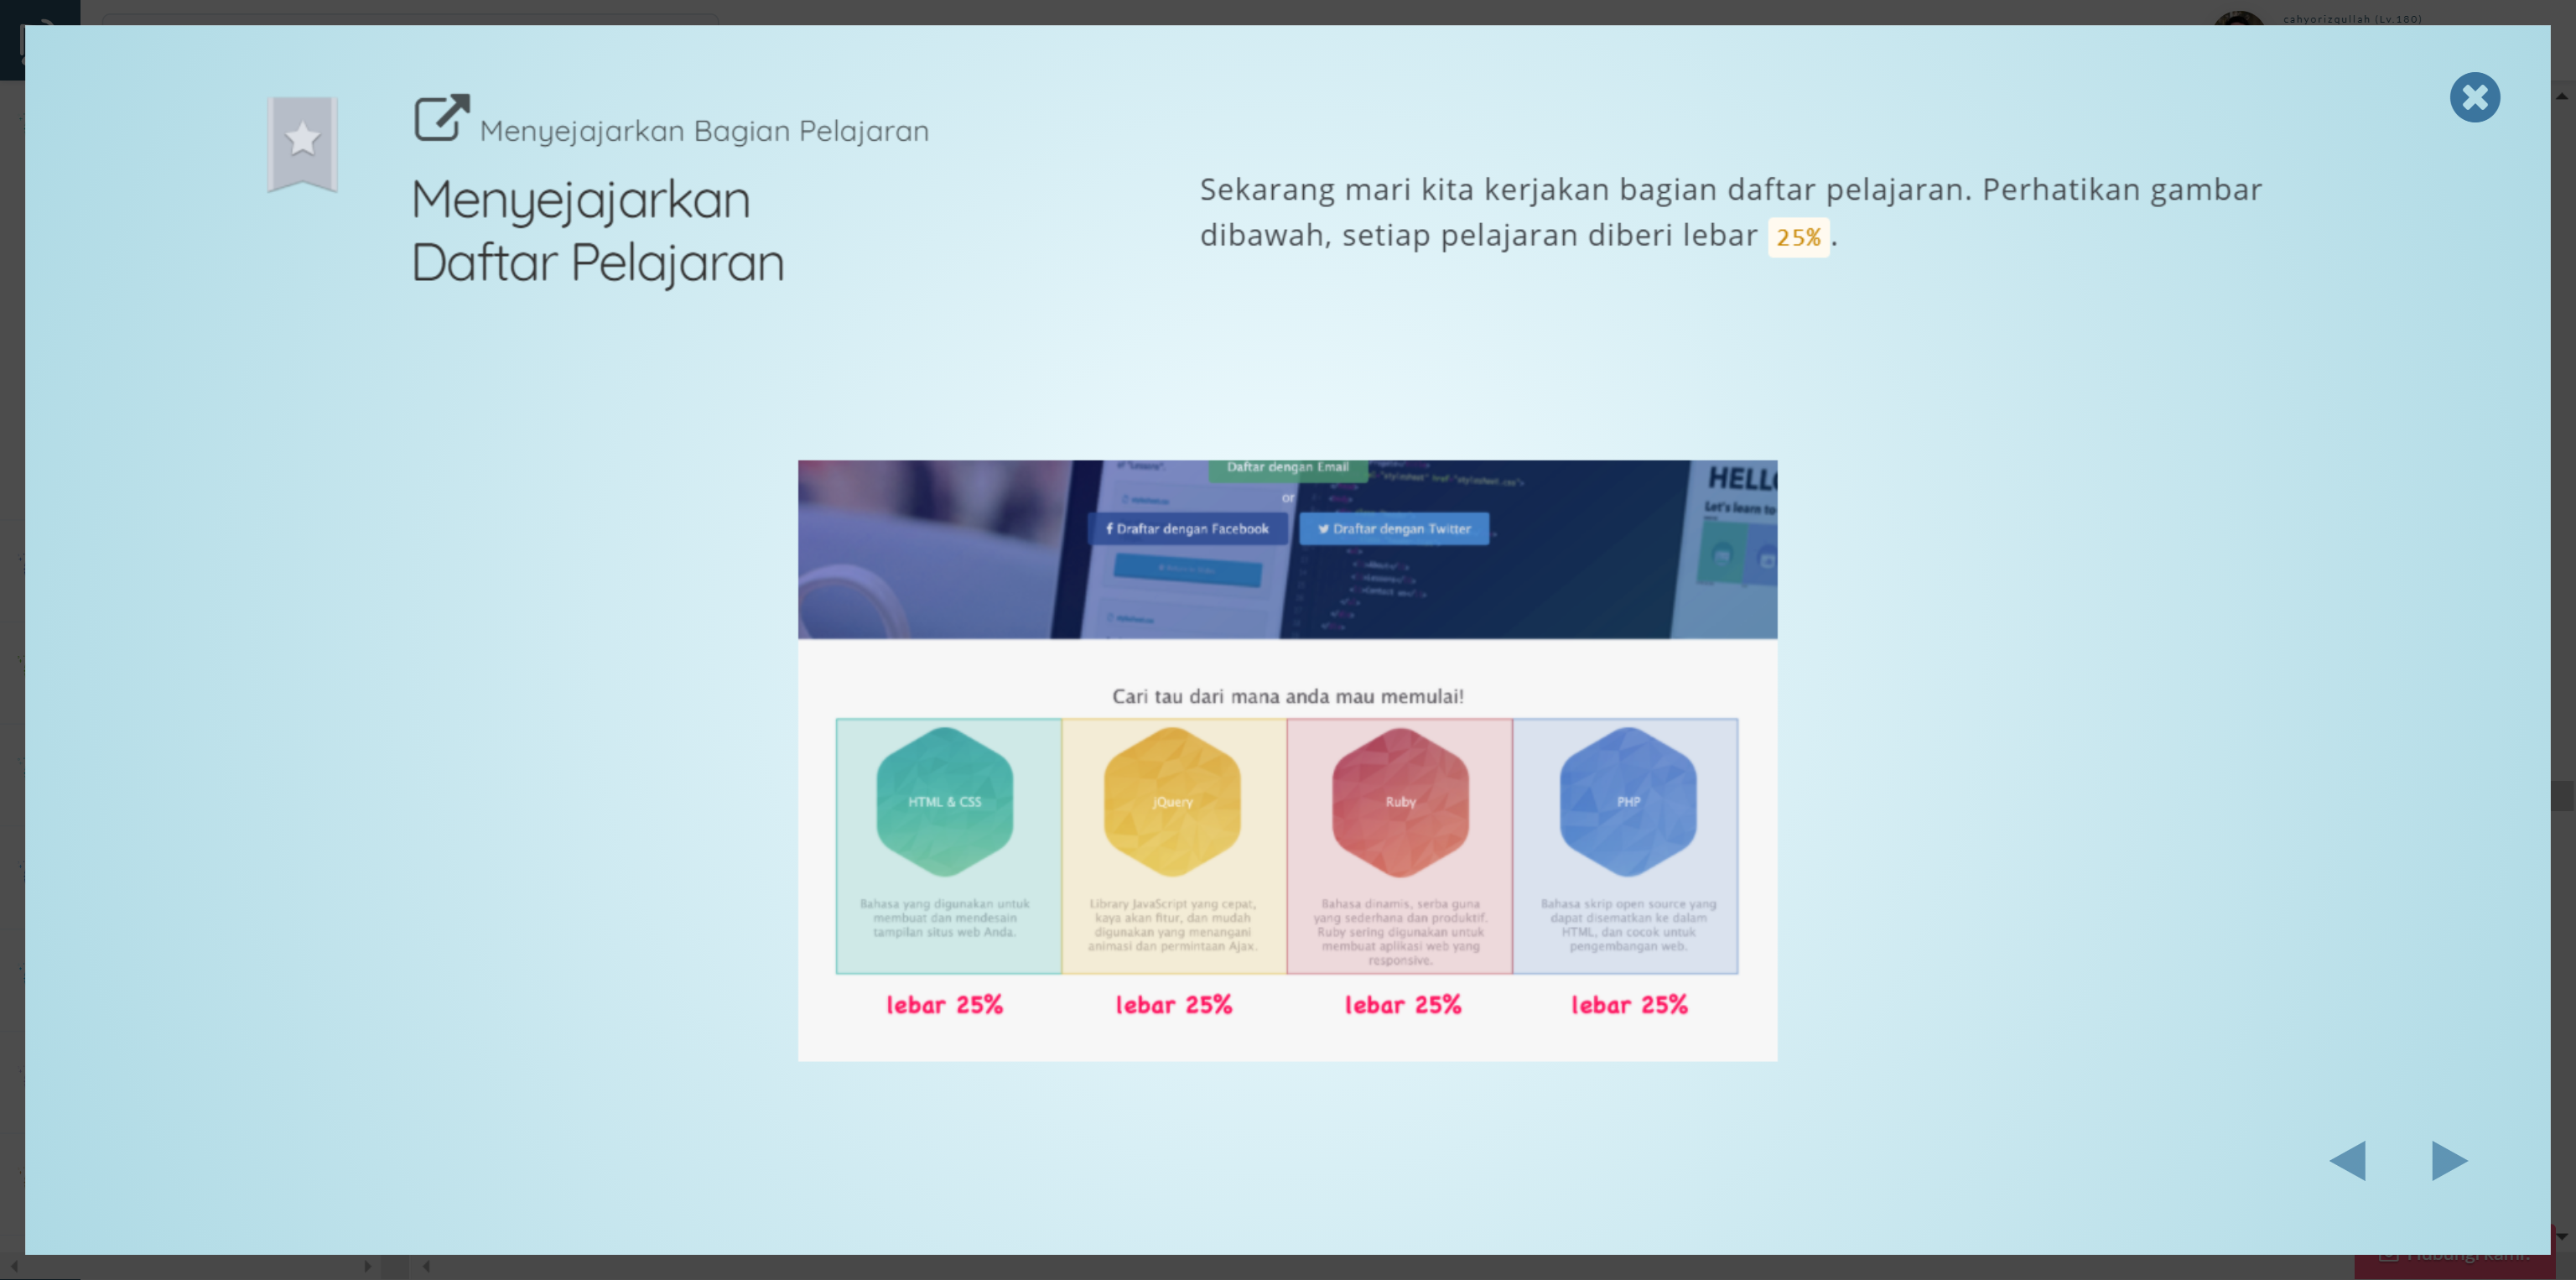 cahyorizqullah (Lv.180)
Menyejajarkan Bagian Pelajaran
Menyejajarkan
Daftar Pelajaran
Sekarang mari kita kerjakan bagian daftar pelajaran. Perhatikan gambar
dibawah, setiap pelajaran diberi lebar 25%.
of "Lessons".
Daftar dengan Email
or
Draftar dengan Facebook
Draftar dengan Twitter
Let's learn to
Cari tau dari mana anda mau memulai!
HTML & CSS
Bahasa yang digunakan untuk
membuat dan mendesain
tampilan situs web Anda.
lebar 25%
jQuery
Library JavaScript yang cepat,
kaya akan fitur, dan mudah
digunakan yang menangani
animasi dan permintaan Ajax.
lebar 25%
Ruby
Bahasa dinamis, serba guna
yang sederhana dan produktif.
Ruby sering digunakan untuk
membuat aplikasi web yang
responsive.
lebar 25%
PHP
Bahasa skrip open source yang
dapat disematkan ke dalam
HTML, dan cocok untuk
pengembangan web.
lebar 25%
Hubungi kami!